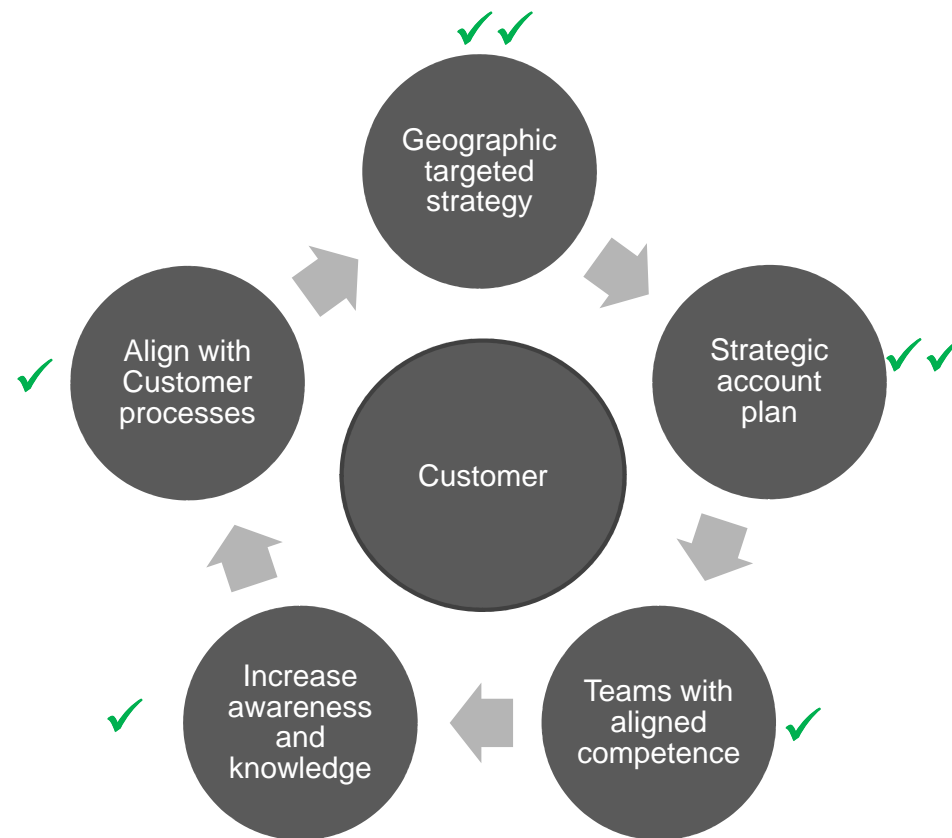 Geographic
targeted
strategy
Strategic
account
plan
Teams with
aligned
competence
Increase
awareness
and
knowledge
Align with
Customer
processes
Customer